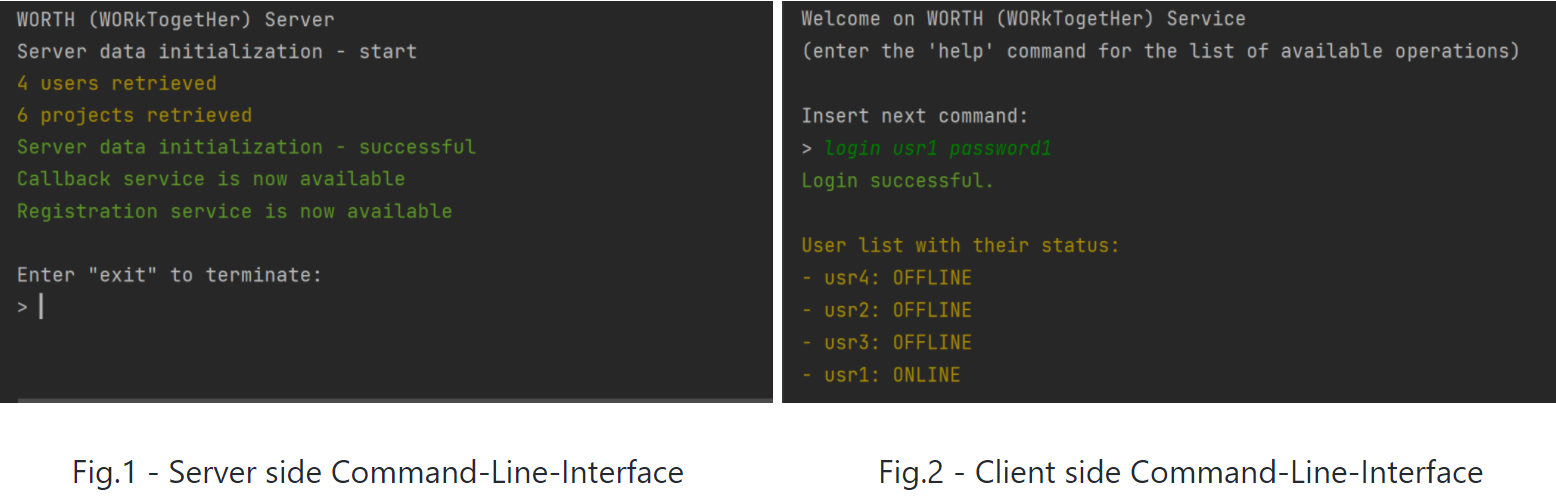 WORTH (WORkTogetHer) Server
Server data initialization - start
4 users retrieved
6 projects retrieved
Server data initialization - successful
Callback service is now available
Registration service is now available
Enter "exit" to terminate:
>
Welcome on WORTH (WORkTogetHer) Service
(enter the 'help' command for the list of available operations)
Insert next command:
> login usr1 password1
Login successful.
User list with their status:
- usr4: OFFLINE
- usr2: OFFLINE
- usr3: OFFLINE
- usr1: ONLINE
Fig.1 - Server side Command-Line-Interface
Fig.2 - Client side Command-Line-Interface